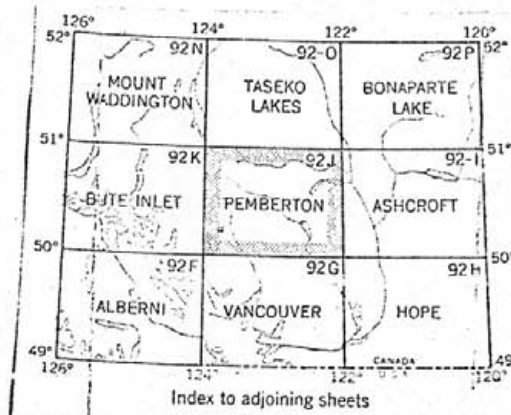 126° 124° 122° 120°
52° 92N 92-O 92P 52°
MOUNT WADDINGTON TASEKO LAKES BONAPARTE LAKE
51° 92K 92J 51° 92-I
BUTE INLET PEMBERTON ASHCROFT
50° 92F 92G 50° 92H
ALBERNI VANCOUVER HOPE
49° CANADA 49°
126° 124° 122° 120°
Index to adjoining sheets